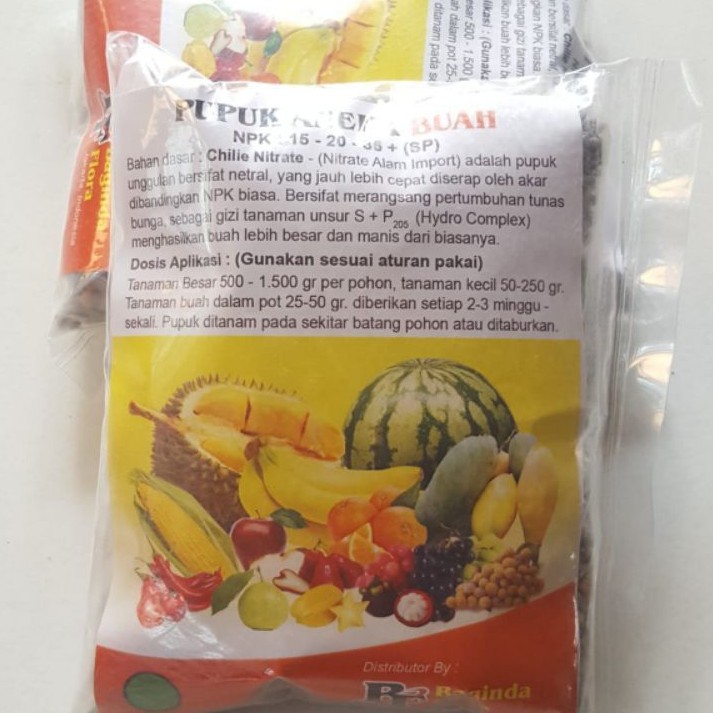 PUPUK ANEKA BUAH
NPK : 15 - 20 - 35 + (SP)
Bahan dasar : Chilie Nitrate - (Nitrate Alam Import) adalah pupuk
unggulan bersifat netral, yang jauh lebih cepat diserap oleh akar
dibandingkan NPK biasa. Bersifat merangsang pertumbuhan tunas
bunga, sebagai gizi tanaman unsur S + P205 (Hydro Complex)
menghasilkan buah lebih besar dan manis dari biasanya.
Dosis Aplikasi : (Gunakan sesuai aturan pakai)
Tanaman Besar 500 - 1.500 gr per pohon, tanaman kecil 50-250 gr.
Tanaman buah dalam pot 25-50 gr. diberikan setiap 2-3 minggu -
sekali. Pupuk ditanam pada sekitar batang pohon atau ditaburkan.
Distributor By :
Baginda
Baginda
Flora